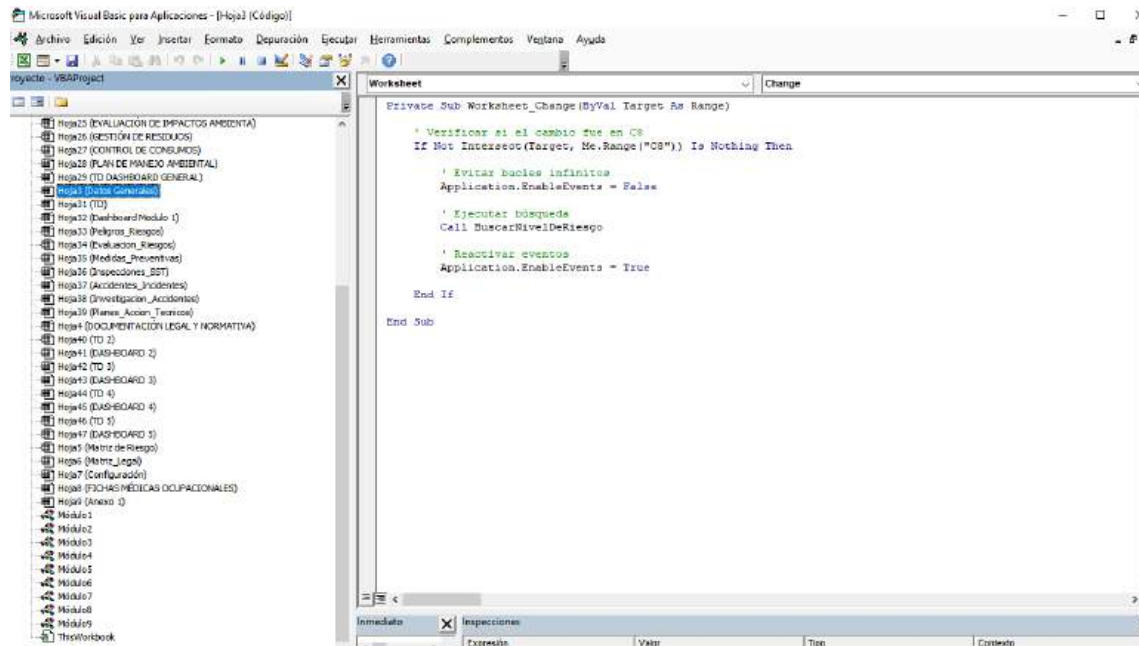 Microsoft Visual Basic para Aplicaciones - [Hoja3 (Código)]
Archivo Edición Ver Insertar Formato Depuración Ejecutar Herramientas Complementos Ventana Ayuda
royecto - VBAProject
Hoja25 (EVALUACIÓN DE IMPACTOS AMBIENTA)
Hoja26 (GESTIÓN DE RESIDUOS)
Hoja27 (CONTROL DE CONSUMOS)
Hoja28 (PLAN DE MANEJO AMBIENTAL)
Hoja29 (TD DASHBOARD GENERAL)
Hoja3 (Datos Generales)
Hoja31 (TD)
Hoja32 (Dashboard Modulo 1)
Hoja33 (Peligros_Riesgos)
Hoja34 (Evaluacion_Riesgos)
Hoja35 (Medidas_Preventivas)
Hoja36 (Inspecciones_SST)
Hoja37 (Accidentes_Incidentes)
Hoja38 (Investigacion_Accidentes)
Hoja39 (Planes_Accion_Tecnicos)
Hoja4 (DOCUMENTACIÓN LEGAL Y NORMATIVA)
Hoja40 (TD 2)
Hoja41 (DASHBOARD 2)
Hoja42 (TD 3)
Hoja43 (DASHBOARD 3)
Hoja44 (TD 4)
Hoja45 (DASHBOARD 4)
Hoja46 (TD 5)
Hoja47 (DASHBOARD 5)
Hoja5 (Matriz de Riesgo)
Hoja6 (Matriz_Legal)
Hoja7 (Configuración)
Hoja8 (FICHAS MÉDICAS OCUPACIONALES)
Hoja9 (Anexo 1)
Módulo1
Módulo2
Módulo3
Módulo4
Módulo5
Módulo6
Módulo7
Módulo8
Módulo9
ThisWorkbook
Worksheet
Change
Private Sub Worksheet_Change(ByVal Target As Range)
' Verificar si el cambio fue en C8
If Not Intersect(Target, Me.Range("C8")) Is Nothing Then
' Evitar bucles infinitos
Application.EnableEvents = False
' Ejecutar búsqueda
Call BuscarNivelDeRiesgo
' Reactivar eventos
Application.EnableEvents = True
End If
End Sub
Inmediato
Inspecciones
Expresión Valor Tipo Contexto